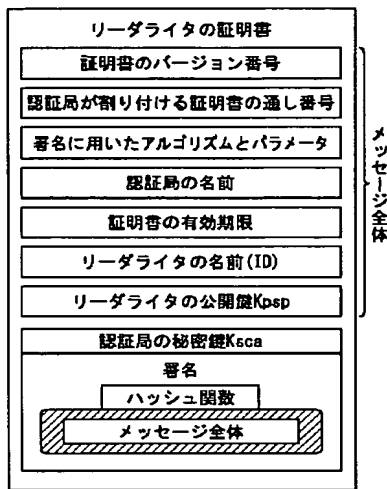 リーダライタの証明書
証明書のバージョン番号
認証局が割り付ける証明書の通し番号
署名に用いたアルゴリズムとパラメータ
認証局の名前
証明書の有効期限
リーダライタの名前(ID)
リーダライタの公開鍵Kpsp
メッセージ全体
認証局の秘密鍵Ksca
署名
ハッシュ関数
メッセージ全体